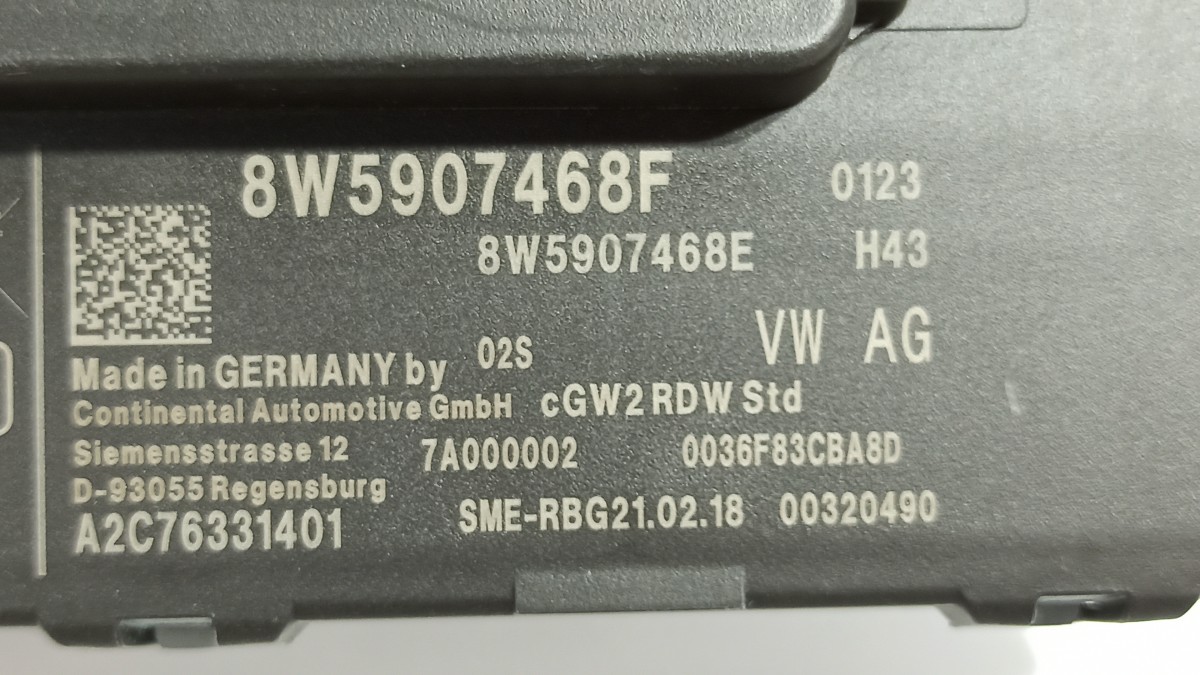 8W5907468F 0123
8W5907468E H43
VW AG
Made in GERMANY by 02S
Continental Automotive GmbH cGW2 RDW Std
Siemensstrasse 12 7A000002 0036F83CBA8D
D-93055 Regensburg
A2C76331401 SME-RBG21.02.18 00320490